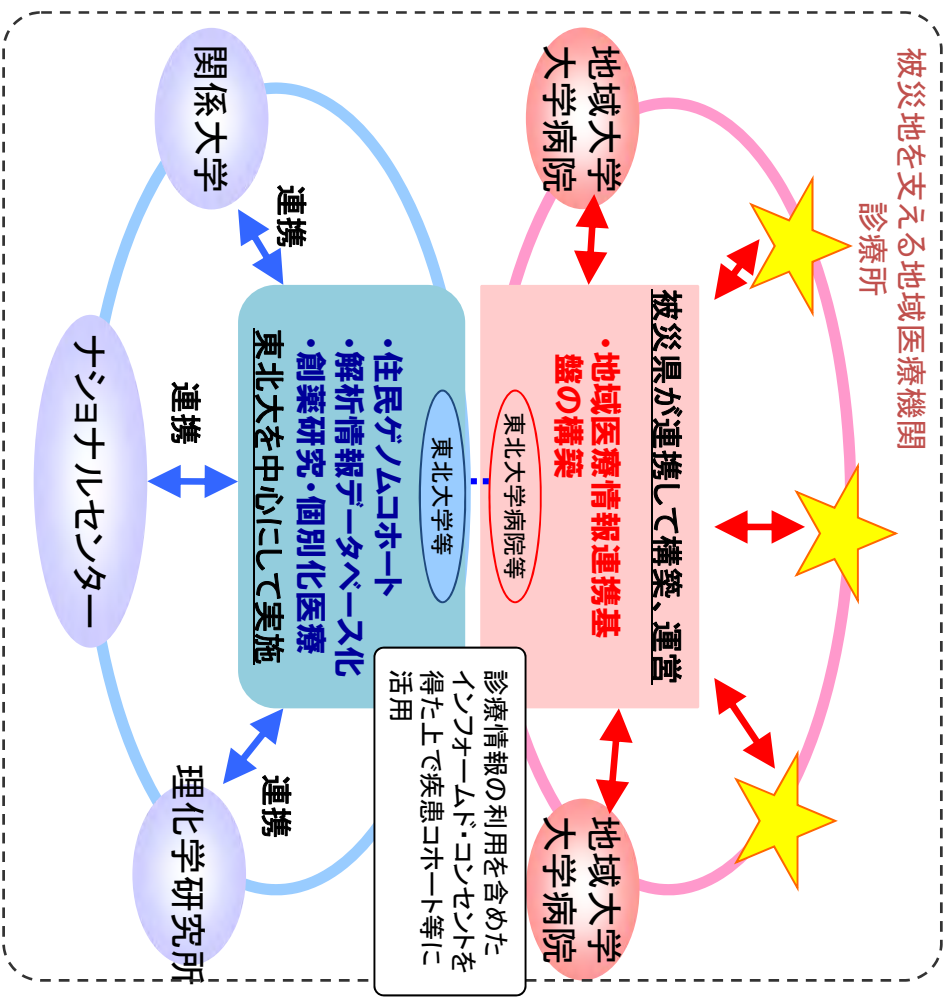 被災地を支える地域医療機関
診療所
地域大学
大学病院
被災県が連携して構築、運営
・地域医療情報連携基
盤の構築
東北大学病院等
地域大学
大学病院
診療情報の利用を含めた
インフォームド・コンセントを
得た上で疾患コホート等に
活用
東北大学等
・住民ゲノムコホート
・解析情報データベース化
・創薬研究・個別化医療
東北大を中心にして実施
関係大学
連携
連携
連携
ナショナルセンター
理化学研究所